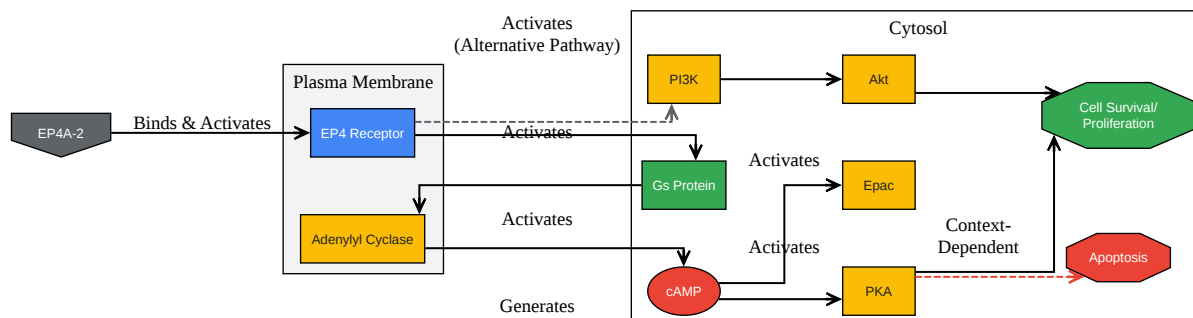 Activates
(Alternative Pathway)
Cytosol
Plasma Membrane
PI3K
Akt
EP4A-2
Binds & Activates
EP4 Receptor
Activates
Cell Survival/
Proliferation
Gs Protein
Activates
Epac
Adenylyl Cyclase
Activates
Activates
Context-
Dependent
Apoptosis
cAMP
PKA
Generates